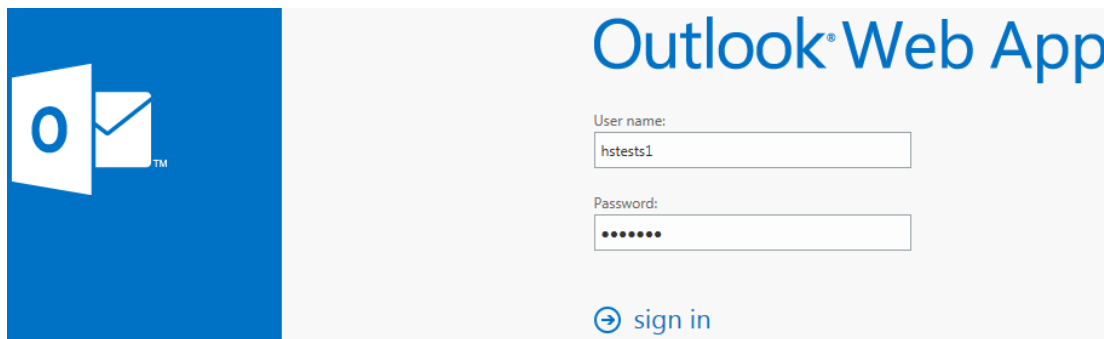 Outlook® Web App
O
TM
User name:
hstests1
Password:
•••••••
sign in